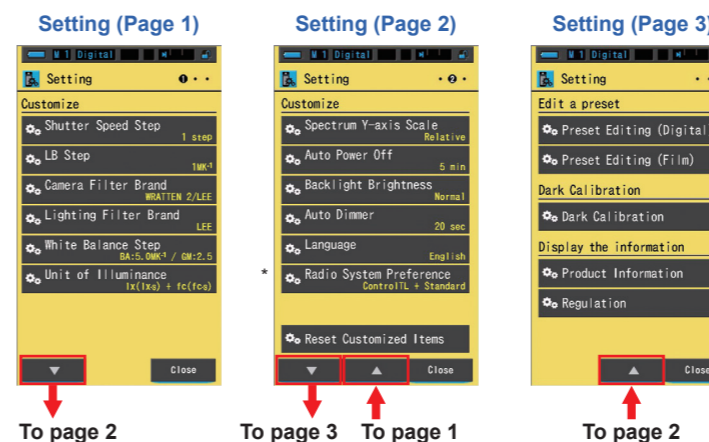 Setting (Page 1)
M 1 Digital
Setting
❶ • •
Customize
Shutter Speed Step
1 step
LB Step
1MK-¹
Camera Filter Brand
WRATTEN 2/LEE
Lighting Filter Brand
LEE
White Balance Step
BA:5.0MK-¹ / GM:2.5
Unit of Illuminance
lx(lx•s) + fc(fc•s)
▼
Close
To page 2
Setting (Page 2)
M 1 Digital
Setting
• ❷ •
Customize
Spectrum Y-axis Scale
Relative
Auto Power Off
5 min
Backlight Brightness
Normal
Auto Dimmer
20 sec
Language
English
*
Radio System Preference
ControlTL + Standard
Reset Customized Items
▼
▲
Close
To page 3
To page 1
Setting (Page 3)
M 1 Digital
Setting
• •
Edit a preset
Preset Editing (Digital
Preset Editing (Film)
Dark Calibration
Dark Calibration
Display the information
Product Information
Regulation
▲
Close
To page 2